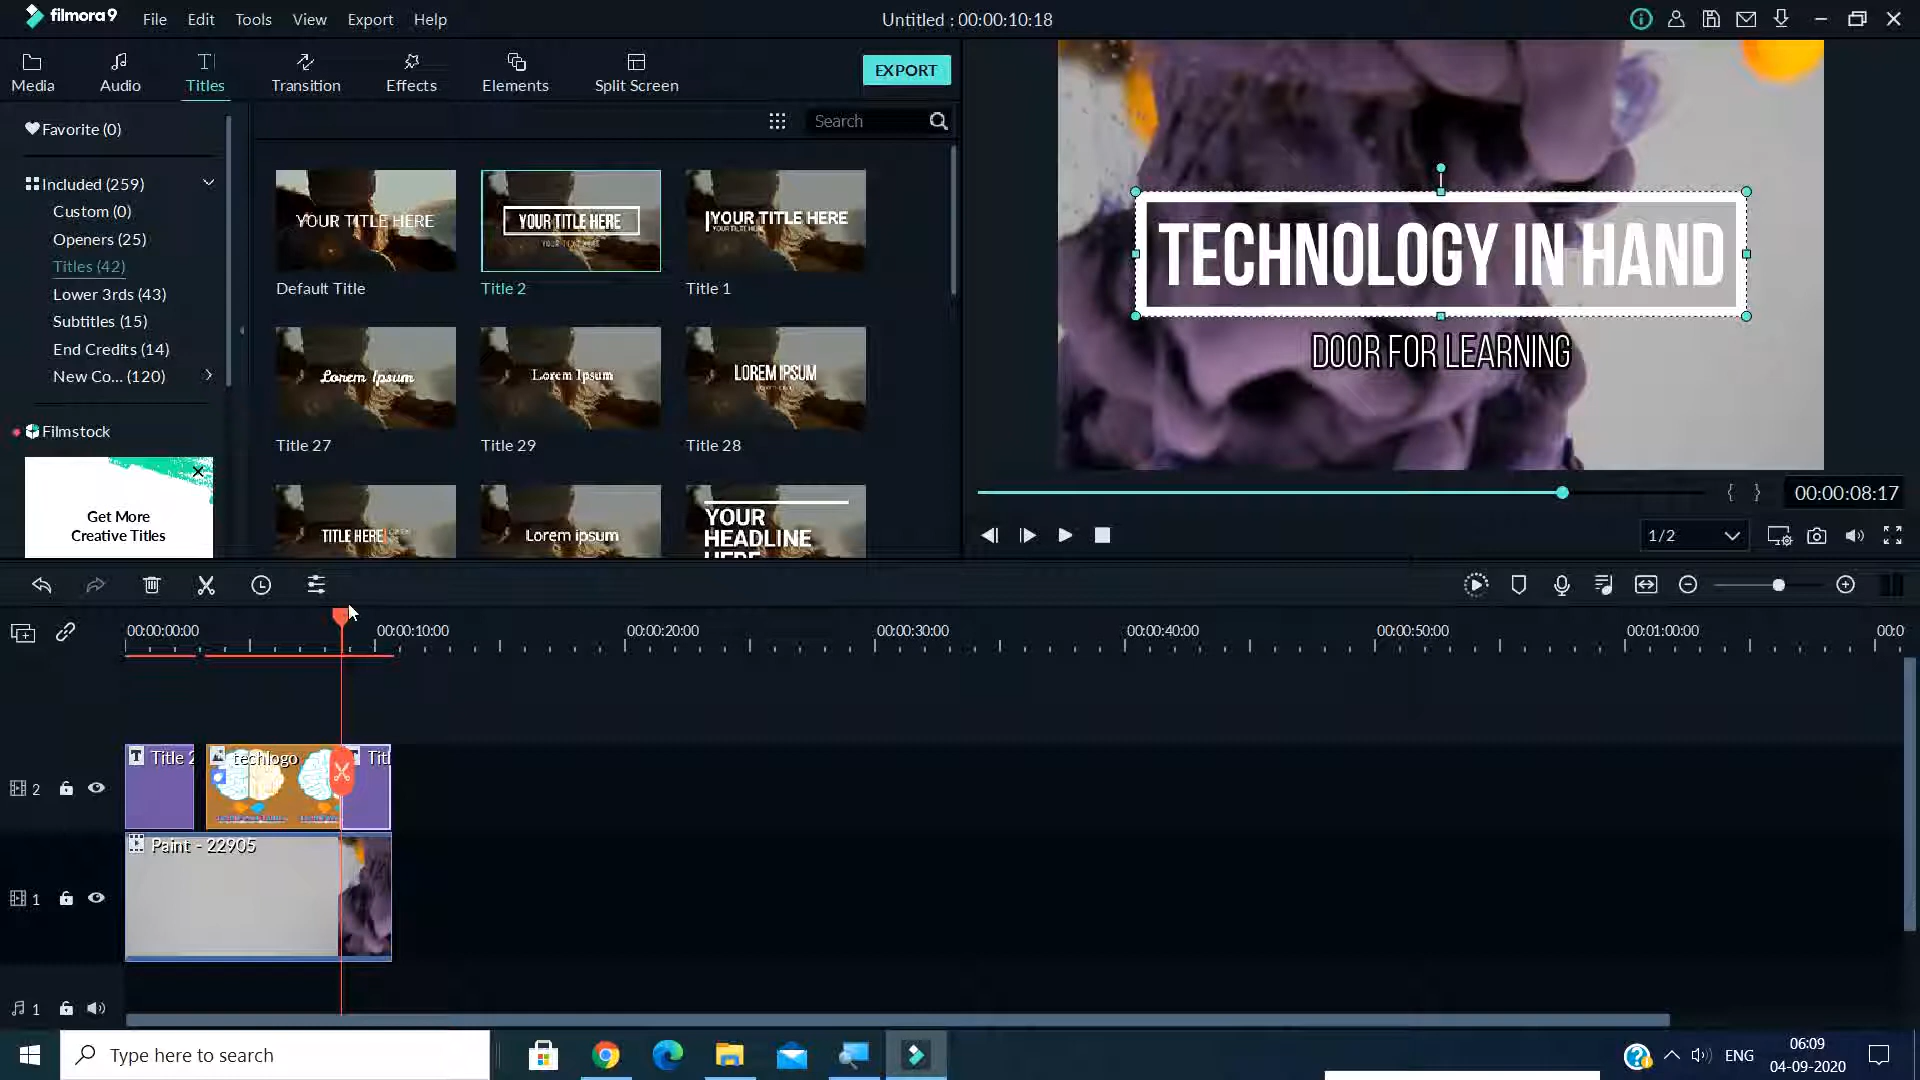 filmora9 File Edit Tools View Export Help Untitled : 00:00:10:18
Media Audio Titles Transition Effects Elements Split Screen EXPORT
Favorite (0)
Search
Included (259)
Custom (0)
Openers (25)
Titles (42)
Lower 3rds (43)
Subtitles (15)
End Credits (14)
New Co... (120)
Filmstock
Get More
Creative Titles
YOUR TITLE HERE
YOUR TITLE HERE
YOUR TITLE HERE
Default Title
Title 2
Title 1
Lorem Ipsum
Lorem Ipsum
LOREM IPSUM
Title 27
Title 29
Title 28
TITLE HERE
Lorem ipsum
YOUR
HEADLINE
HERE
TECHNOLOGY IN HAND
DOOR FOR LEARNING
{ } 00:00:08:17
1/2
00:00:00:00 00:00:10:00 00:00:20:00 00:00:30:00 00:00:40:00 00:00:50:00 00:01:00:00 00:0
2
Title 2
techlogo
Titl
1
Paint - 22905
1
Type here to search
ENG
06:09
04-09-2020